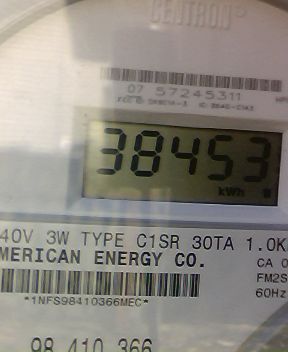 CENTRON®
07 57245311
38453
kWh
40V 3W TYPE C1SR 30TA 1.0K
MERICAN ENERGY CO.
CA 0
FM2S
60Hz
*1NFS98410366MEC*
98 410 366